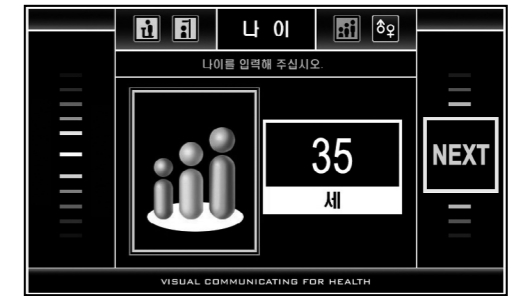 나 이
나이를 입력해 주십시오.
35
세
NEXT
VISUAL COMMUNICATING FOR HEALTH